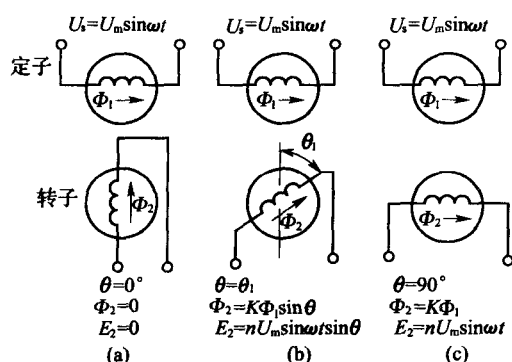 Uₛ=Uₘsinωt Uₛ=Uₘsinωt Uₛ=Uₘsinωt
定子
Φ₁ Φ₁ Φ₁
θ₁
转子
Φ₂ Φ₂ Φ₂
θ=0° θ=θ₁ θ=90°
Φ₂=0 Φ₂=KΦ₁sinθ Φ₂=KΦ₁
E₂=0 E₂=nUₘsinωtsinθ E₂=nUₘsinωt
(a) (b) (c)